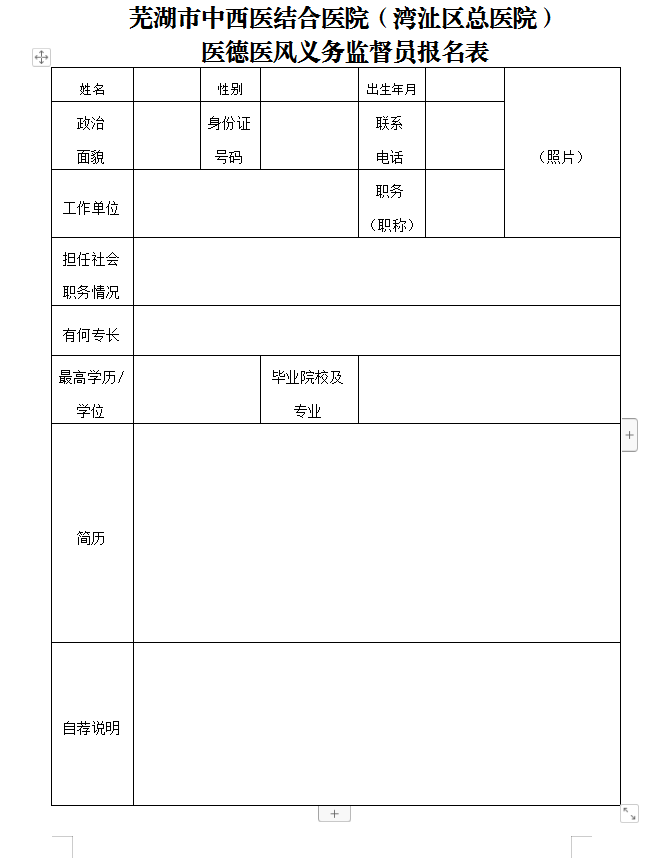 芜湖市中西医结合医院（湾沚区总医院）
医德医风义务监督员报名表
姓名
性别
出生年月
政治
面貌
身份证
号码
联系
电话
（照片）
工作单位
职务
（职称）
担任社会
职务情况
有何专长
最高学历/
学位
毕业院校及
专业
简历
自荐说明